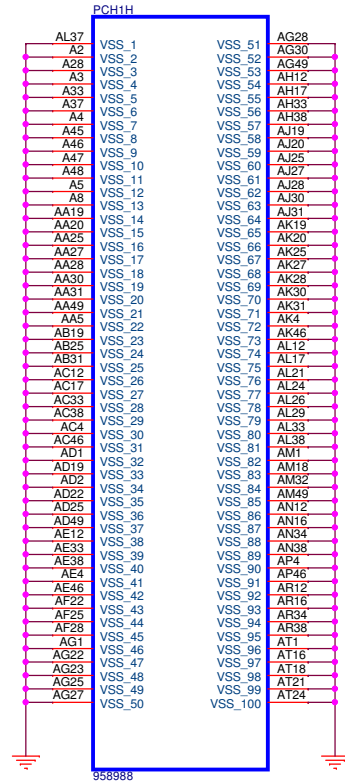 PCH1H
AL37 VSS_1 VSS_51 AG28
A2 VSS_2 VSS_52 AG30
A28 VSS_3 VSS_53 AG49
A3 VSS_4 VSS_54 AH12
A33 VSS_5 VSS_55 AH17
A37 VSS_6 VSS_56 AH33
A4 VSS_7 VSS_57 AH38
A45 VSS_8 VSS_58 AJ19
A46 VSS_9 VSS_59 AJ20
A47 VSS_10 VSS_60 AJ25
A48 VSS_11 VSS_61 AJ27
A5 VSS_12 VSS_62 AJ28
A8 VSS_13 VSS_63 AJ30
AA19 VSS_14 VSS_64 AJ31
AA20 VSS_15 VSS_65 AK19
AA25 VSS_16 VSS_66 AK20
AA27 VSS_17 VSS_67 AK25
AA28 VSS_18 VSS_68 AK27
AA30 VSS_19 VSS_69 AK28
AA31 VSS_20 VSS_70 AK30
AA49 VSS_21 VSS_71 AK31
AA5 VSS_22 VSS_72 AK4
AB19 VSS_23 VSS_73 AK46
AB25 VSS_24 VSS_74 AL12
AB31 VSS_25 VSS_75 AL17
AC12 VSS_26 VSS_76 AL21
AC17 VSS_27 VSS_77 AL24
AC33 VSS_28 VSS_78 AL26
AC38 VSS_29 VSS_79 AL29
AC4 VSS_30 VSS_80 AL33
AC46 VSS_31 VSS_81 AL38
AD1 VSS_32 VSS_82 AM1
AD19 VSS_33 VSS_83 AM18
AD2 VSS_34 VSS_84 AM32
AD22 VSS_35 VSS_85 AM49
AD25 VSS_36 VSS_86 AN12
AD49 VSS_37 VSS_87 AN16
AE12 VSS_38 VSS_88 AN34
AE33 VSS_39 VSS_89 AN38
AE38 VSS_40 VSS_90 AP4
AE4 VSS_41 VSS_91 AP46
AE46 VSS_42 VSS_92 AR12
AF22 VSS_43 VSS_93 AR16
AF25 VSS_44 VSS_94 AR34
AF28 VSS_45 VSS_95 AR38
AG1 VSS_46 VSS_96 AT1
AG22 VSS_47 VSS_97 AT16
AG23 VSS_48 VSS_98 AT18
AG25 VSS_49 VSS_99 AT21
AG27 VSS_50 VSS_100 AT24
958988